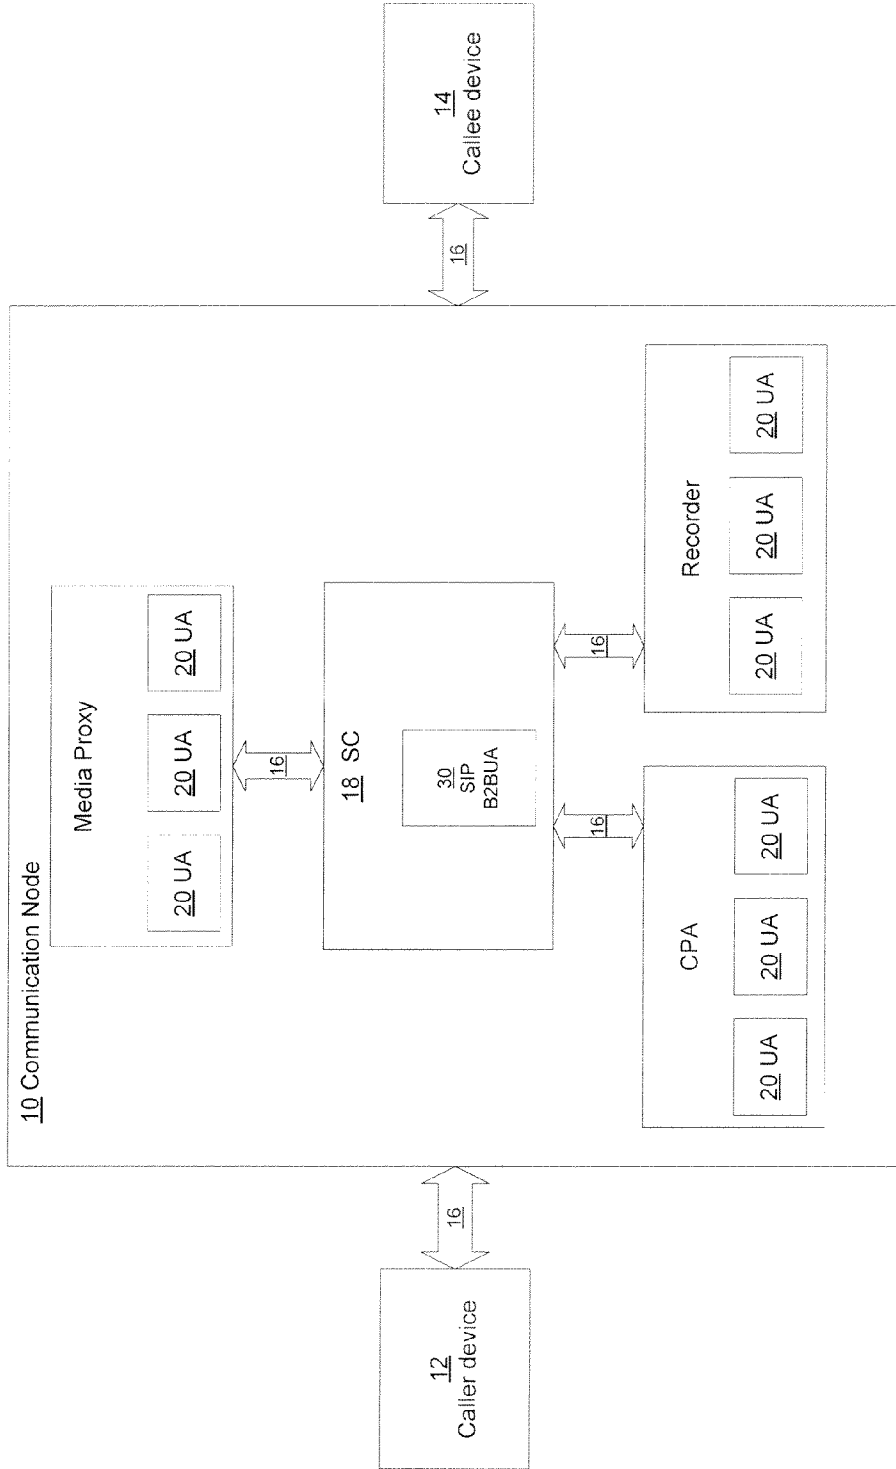 10 Communication Node
Media Proxy
20 UA
20 UA
20 UA
16
12
Caller device
16
18 SC
30
SIP
B2BUA
16
14
Callee device
16
16
CPA
20 UA
20 UA
20 UA
Recorder
20 UA
20 UA
20 UA